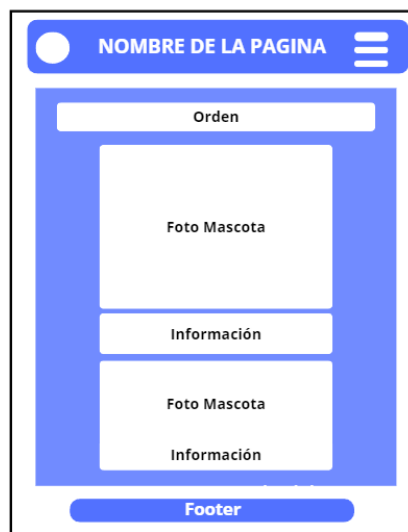 NOMBRE DE LA PAGINA
Orden
Foto Mascota
Información
Foto Mascota
Información
Footer